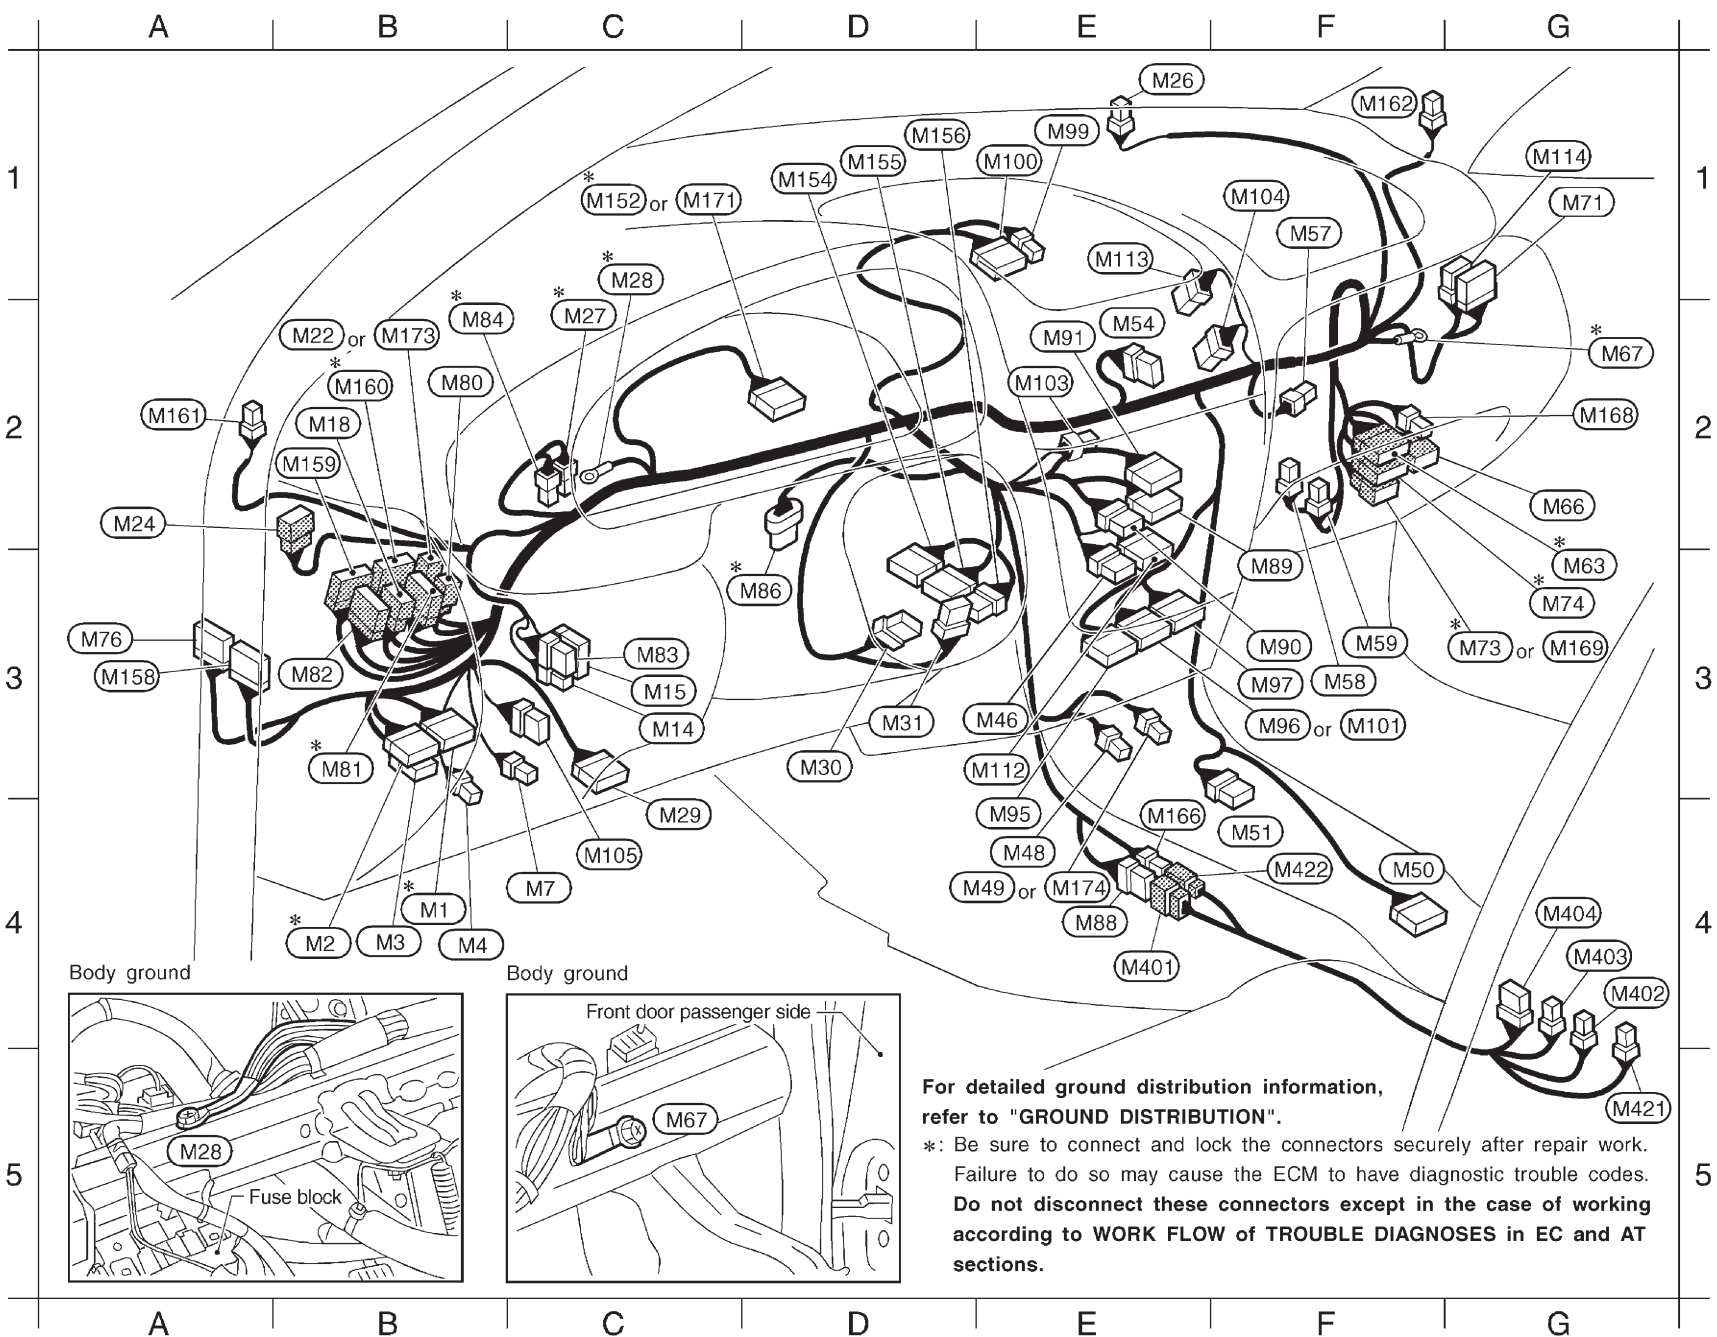 A B C D E F G
1
M26
M162
M99
M156
M100
M155
M114
M154
* M152 or M171
M104
M71
M57
M113
* M28
* M27
* M84
M54
M22 or M173
M91
* M67
* M160
M80
M103
2
M161
M168
M18
M159
M24
M66
M89
* M63
* M86
* M74
M76
M59
M90
* M73 or M169
M83
M158
M82
M15
M58
M97
3
M14
M31
M46
M96 or M101
* M81
M30
M112
M29
M95
M166
M51
M105
M48
M422
M50
M7
M49 or M174
* M1
M88
M404
4
* M2
M3
M4
M403
M401
M402
Body ground
Body ground
Front door passenger side
M28
Fuse block
M67
M421
For detailed ground distribution information,
refer to "GROUND DISTRIBUTION".
*: Be sure to connect and lock the connectors securely after repair work.
Failure to do so may cause the ECM to have diagnostic trouble codes.
Do not disconnect these connectors except in the case of working
according to WORK FLOW of TROUBLE DIAGNOSES in EC and AT
sections.
5
1
2
3
4
5
A B C D E F G